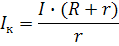 Iк = I · (R + r) / r